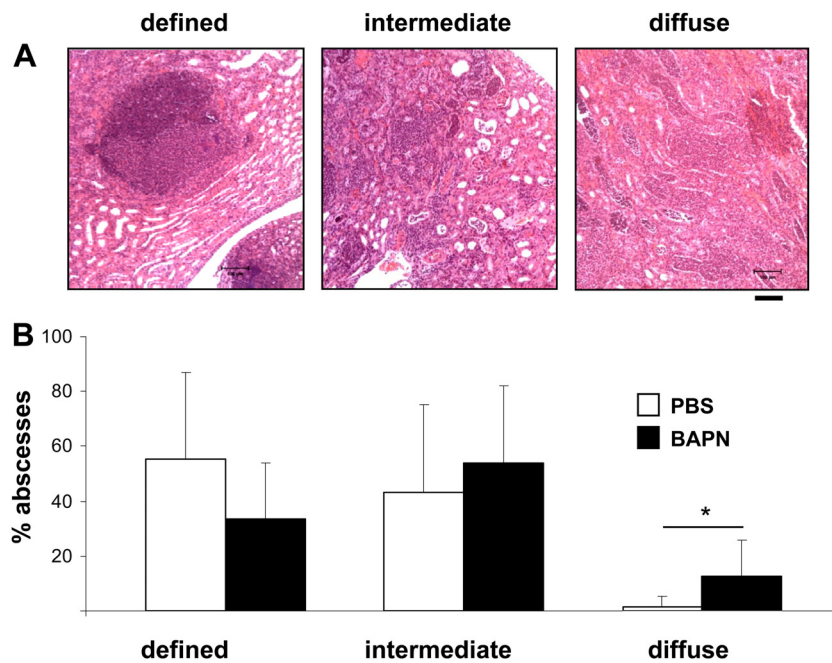 defined intermediate diffuse
A
B
100
80
60
40
20
% abscesses
PBS
BAPN
*
defined intermediate diffuse